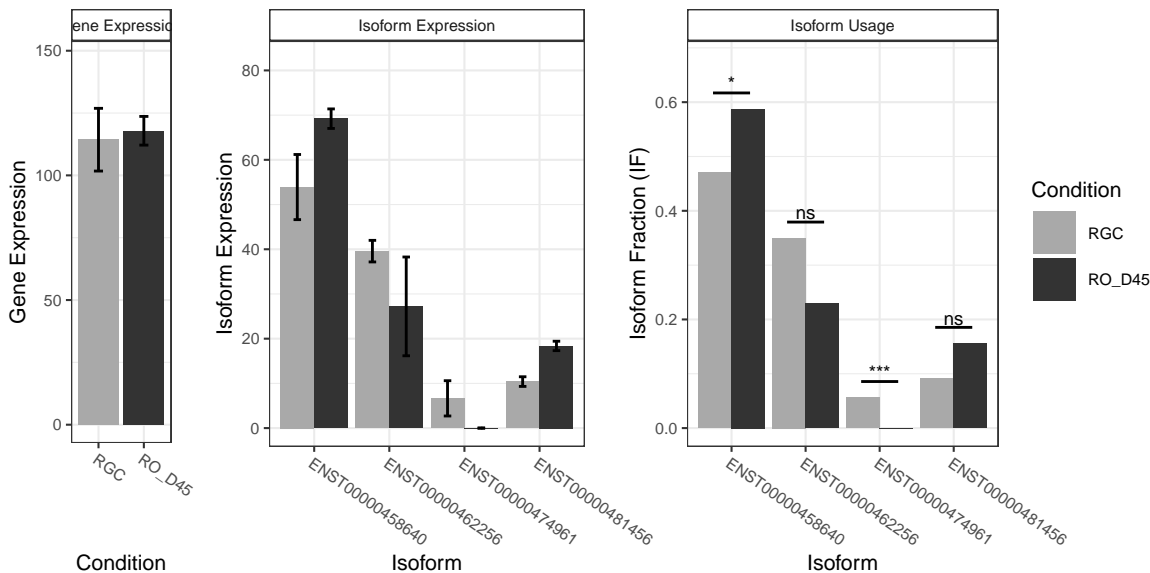 ene Expressio
Gene Expression
150
100
50
0
RGC
RO_D45
Condition
Isoform Expression
Isoform Expression
80
60
40
20
0
ENST00000458640
ENST00000462256
ENST00000474961
ENST00000481456
Isoform
Isoform Usage
Isoform Fraction (IF)
0.6
0.4
0.2
0.0
*
ns
***
ns
ENST00000458640
ENST00000462256
ENST00000474961
ENST00000481456
Isoform
Condition
RGC
RO_D45